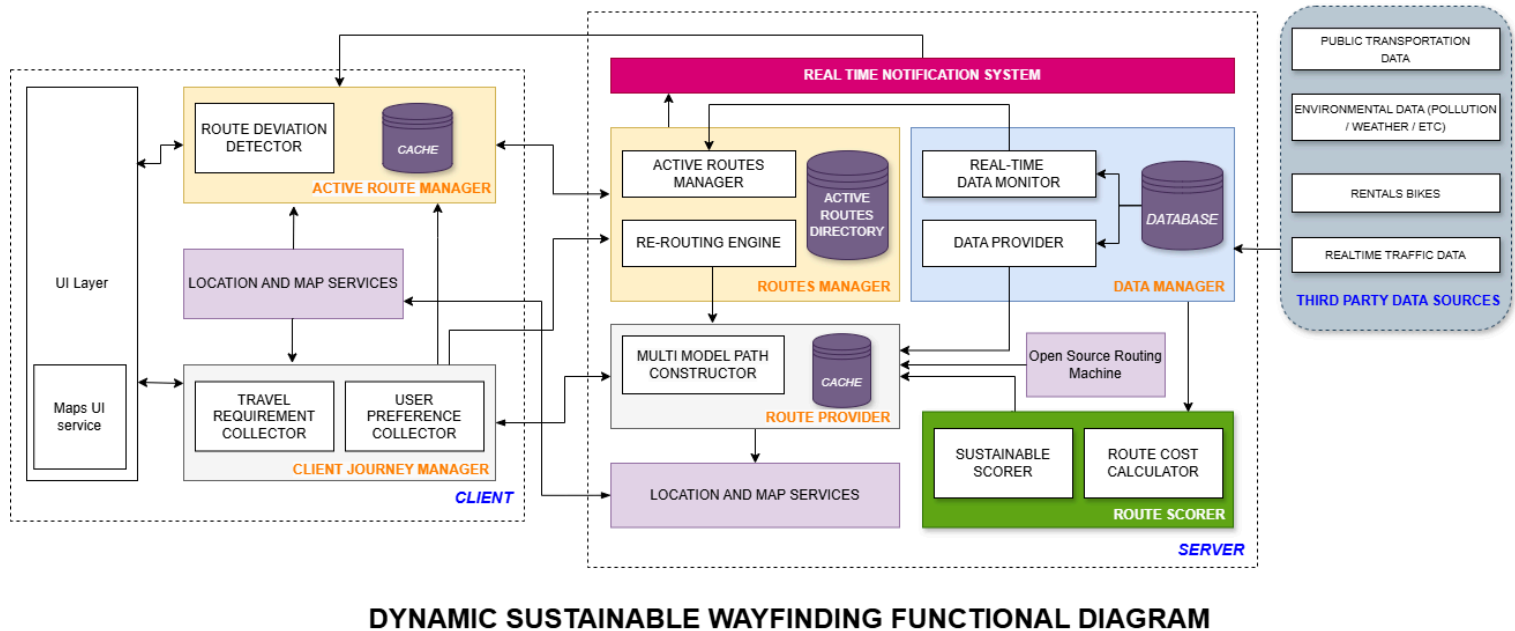 REAL TIME NOTIFICATION SYSTEM
PUBLIC TRANSPORTATION
DATA
ENVIRONMENTAL DATA (POLLUTION
/ WEATHER / ETC)
RENTALS BIKES
REALTIME TRAFFIC DATA
THIRD PARTY DATA SOURCES
UI Layer
Maps UI
service
ROUTE DEVIATION
DETECTOR
CACHE
ACTIVE ROUTE MANAGER
LOCATION AND MAP SERVICES
TRAVEL
REQUIREMENT
COLLECTOR
USER
PREFERENCE
COLLECTOR
CLIENT JOURNEY MANAGER
CLIENT
ACTIVE ROUTES
MANAGER
RE-ROUTING ENGINE
ACTIVE
ROUTES
DIRECTORY
ROUTES MANAGER
REAL-TIME
DATA MONITOR
DATA PROVIDER
DATABASE
DATA MANAGER
MULTI MODEL PATH
CONSTRUCTOR
CACHE
ROUTE PROVIDER
Open Source Routing
Machine
LOCATION AND MAP SERVICES
SUSTAINABLE
SCORER
ROUTE COST
CALCULATOR
ROUTE SCORER
SERVER
DYNAMIC SUSTAINABLE WAYFINDING FUNCTIONAL DIAGRAM